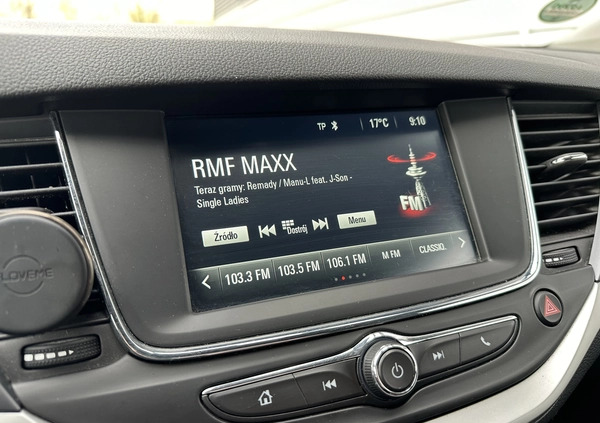 TP 17°C 9:10
RMF MAXX
Teraz gramy: Remady / Manu-L feat. J-Son -
Single Ladies
FM
Źródło Dostrój Menu
103.3 FM 103.5 FM 106.1 FM M FM CLASSIC.
LOVEME